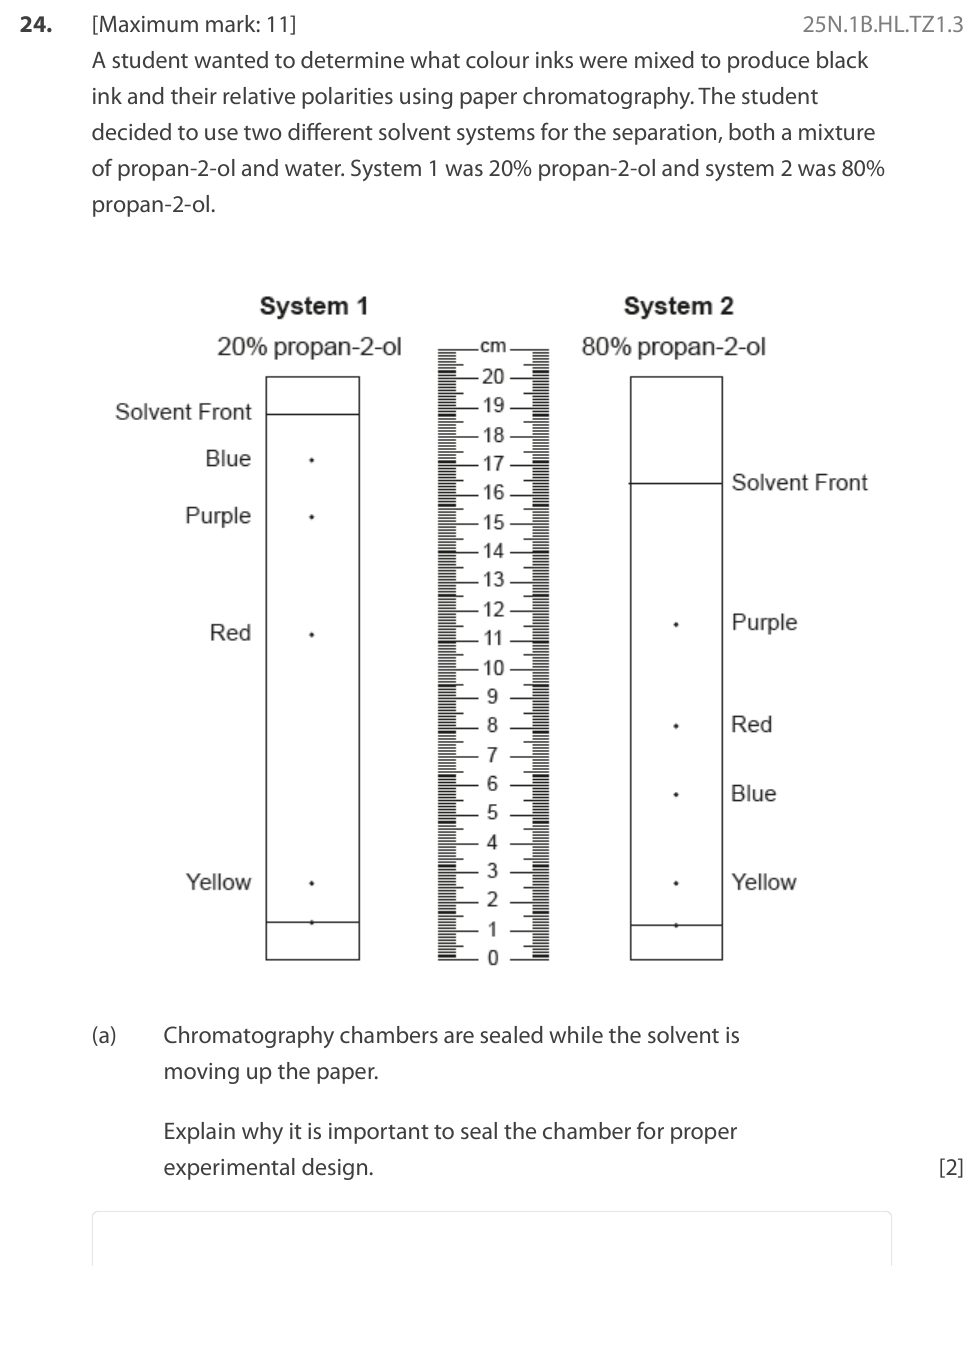 24. [Maximum mark: 11] 25N.1B.HL.TZ1.3
A student wanted to determine what colour inks were mixed to produce black
ink and their relative polarities using paper chromatography. The student
decided to use two different solvent systems for the separation, both a mixture
of propan-2-ol and water. System 1 was 20% propan-2-ol and system 2 was 80%
propan-2-ol.
System 1 System 2
20% propan-2-ol cm 80% propan-2-ol
20
Solvent Front 19
18
Blue 17
16 Solvent Front
Purple 15
14
13
12 Purple
Red 11
10
9
8 Red
7
6 Blue
5
4
Yellow 3 Yellow
2
1
0
(a) Chromatography chambers are sealed while the solvent is
moving up the paper.
Explain why it is important to seal the chamber for proper
experimental design. [2]